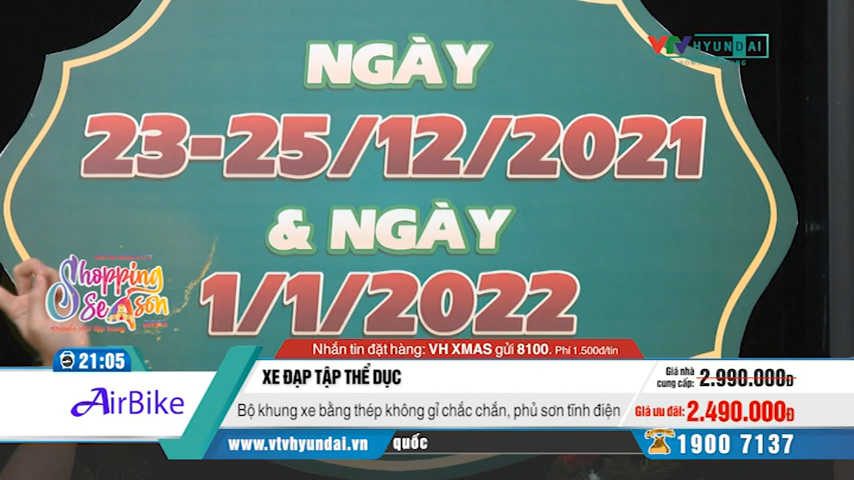 NGÀY
VTV HYUNDAI
23-25/12/2021
& NGÀY
1/1/2022
Shopping
Season
21:05
Nhắn tin đặt hàng: VH XMAS gửi 8100. Phí 1.500đ/tin
AirBike
XE ĐẠP TẬP THỂ DỤC
Bộ khung xe bằng thép không gỉ chắc chắn, phủ sơn tĩnh điện
Giá nhà
cung cấp: 2.990.000Đ
Giá ưu đãi: 2.490.000Đ
www.vtvhyundai.vn
quốc
1900 7137